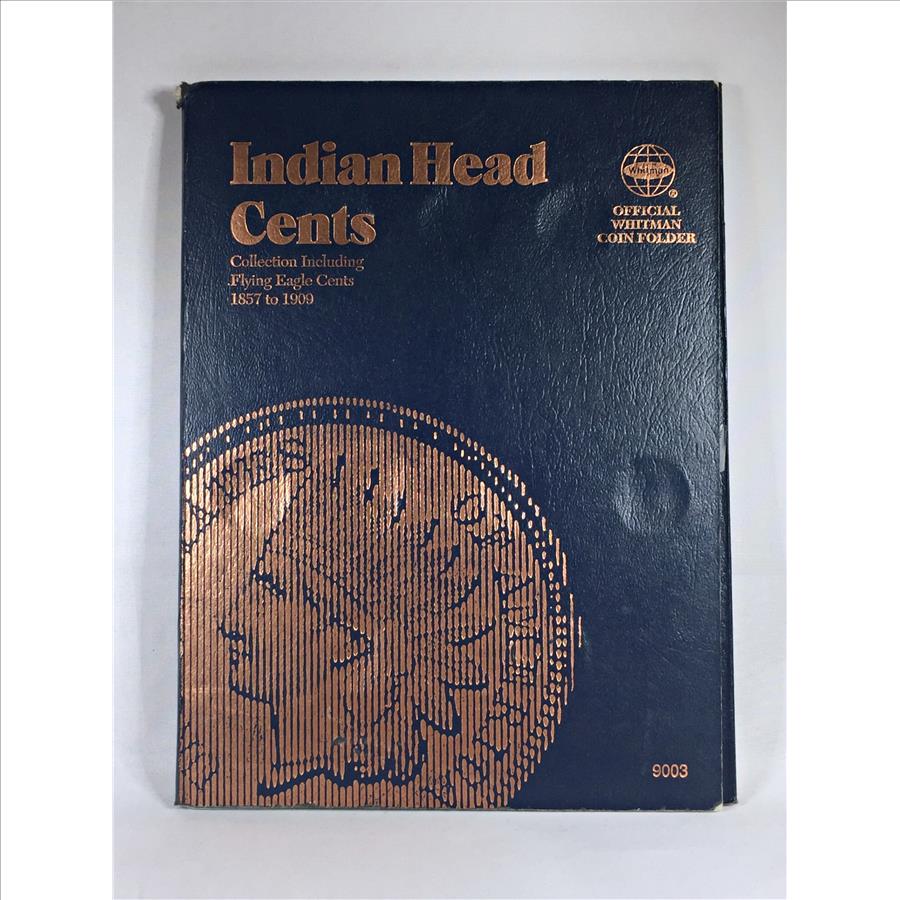 Indian Head
Cents
Collection Including
Flying Eagle Cents
1857 to 1909
Whitman
®
OFFICIAL
WHITMAN
COIN FOLDER
9003